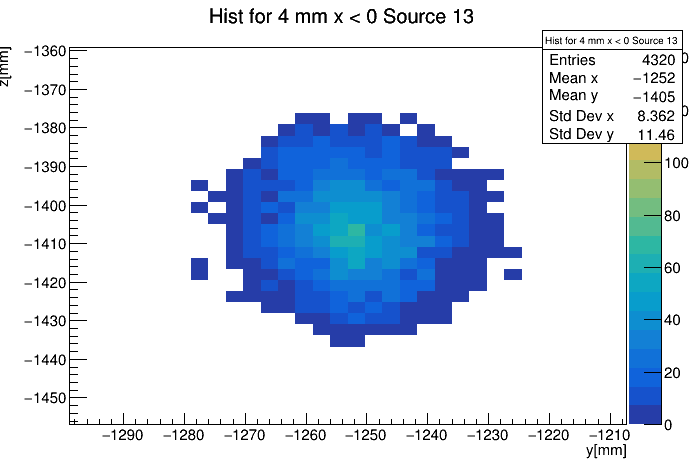 Hist for 4 mm x < 0 Source 13
Hist for 4 mm x < 0 Source 13
Entries 4320
Mean x −1252
Mean y −1405
Std Dev x 8.362
Std Dev y 11.46
z[mm]
−1360
−1370
−1380
−1390
−1400
−1410
−1420
−1430
−1440
−1450
−1290 −1280 −1270 −1260 −1250 −1240 −1230 −1220 −1210
y[mm]
100
80
60
40
20
0